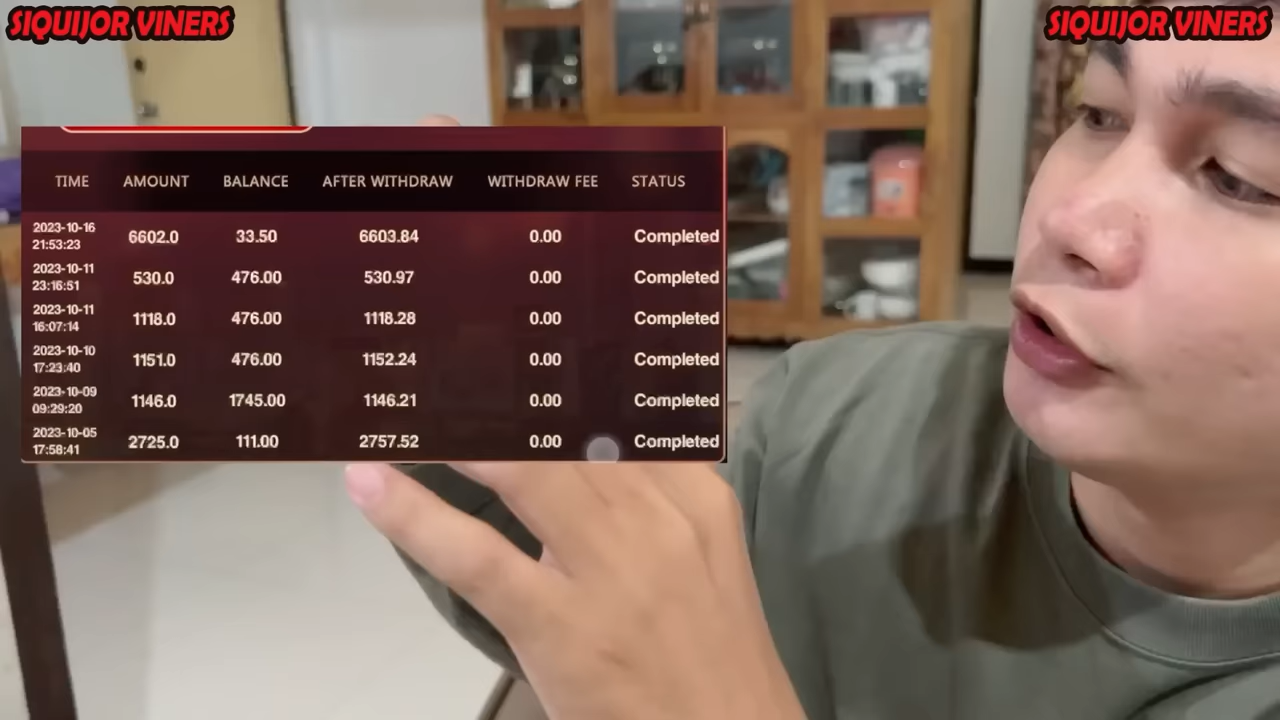 SIQUIJOR VINERS SIQUIJOR VINERS
TIME AMOUNT BALANCE AFTER WITHDRAW WITHDRAW FEE STATUS
2023-10-16
21:53:23 6602.0 33.50 6603.84 0.00 Completed
2023-10-11
23:16:51 530.0 476.00 530.97 0.00 Completed
2023-10-11
16:07:14 1118.0 476.00 1118.28 0.00 Completed
2023-10-10
17:23:40 1151.0 476.00 1152.24 0.00 Completed
2023-10-09
09:29:20 1146.0 1745.00 1146.21 0.00 Completed
2023-10-05
17:58:41 2725.0 111.00 2757.52 0.00 Completed